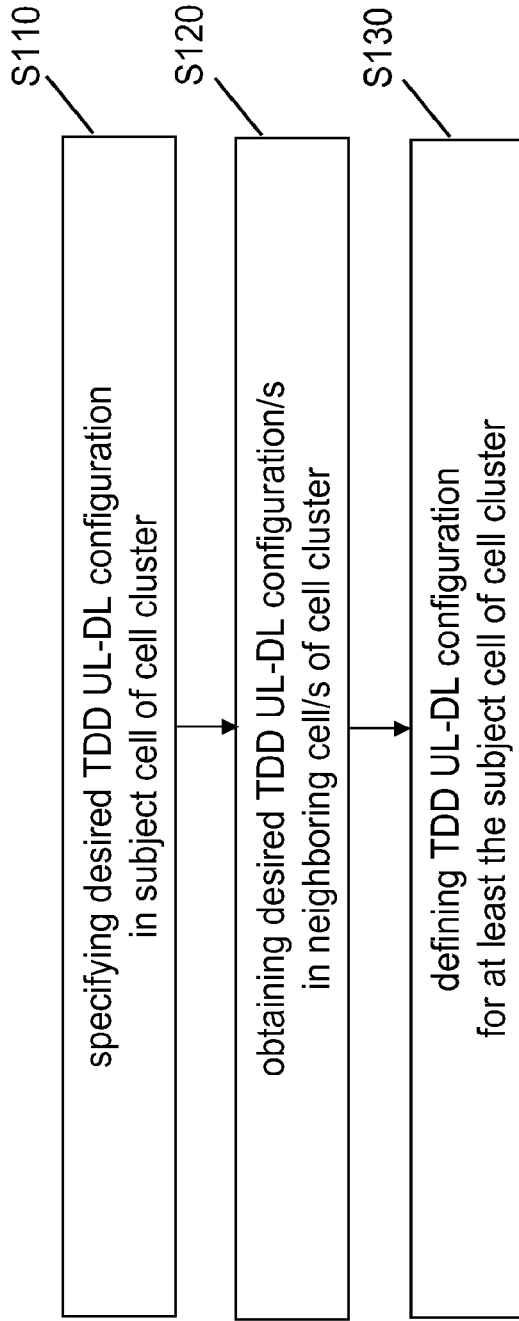 S110
specifying desired TDD UL-DL configuration
in subject cell of cell cluster
S120
obtaining desired TDD UL-DL configuration/s
in neighboring cell/s of cell cluster
S130
defining TDD UL-DL configuration
for at least the subject cell of cell cluster